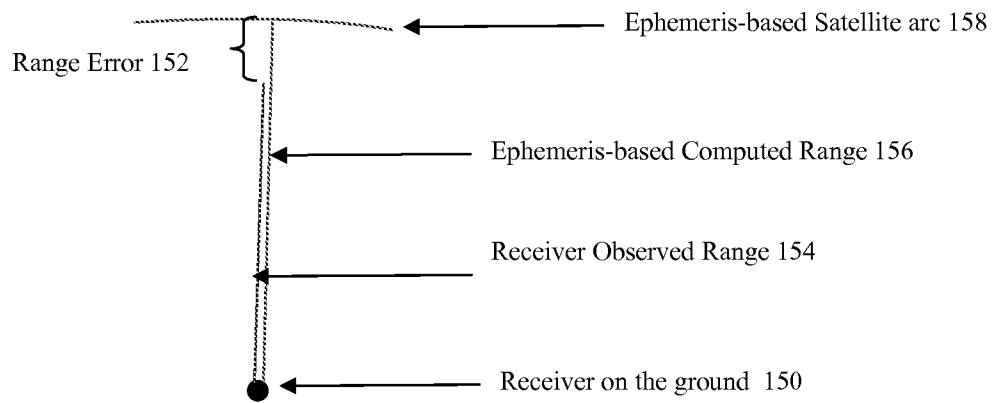 Ephemeris-based Satellite arc 158
Range Error 152
Ephemeris-based Computed Range 156
Receiver Observed Range 154
Receiver on the ground 150